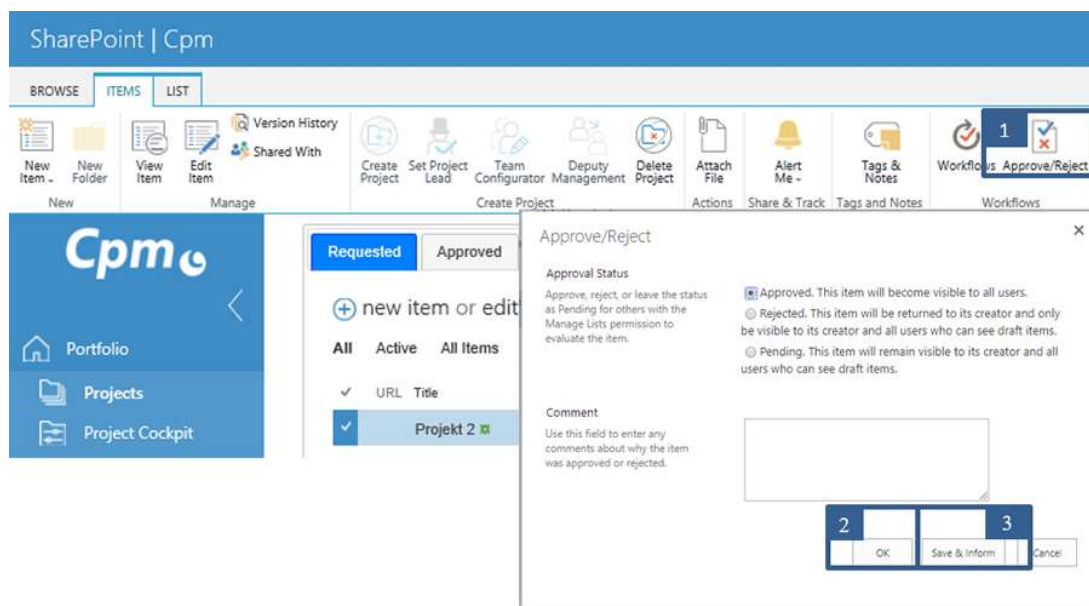 SharePoint | Cpm
BROWSE ITEMS LIST
New Item
New Folder
View Item
Edit Item
Version History
Shared With
Create Project
Set Project Lead
Team Configurator
Deputy Management
Delete Project
Attach File
Alert Me
Tags & Notes
Workflows
1
Approve/Reject
New
Manage
Create Project
Actions
Share & Track
Tags and Notes
Workflows
Cpm
Portfolio
Projects
Project Cockpit
Requested
Approved
new item or edit
All Active All Items
URL Title
Projekt 2
Approve/Reject
Approval Status
Approve, reject, or leave the status
as Pending for others with the
Manage Lists permission to
evaluate the item.
Approved. This item will become visible to all users.
Rejected. This item will be returned to its creator and only
be visible to its creator and all users who can see draft items.
Pending. This item will remain visible to its creator and all
users who can see draft items.
Comment
Use this field to enter any
comments about why the item
was approved or rejected.
2
3
OK
Save & Inform
Cancel